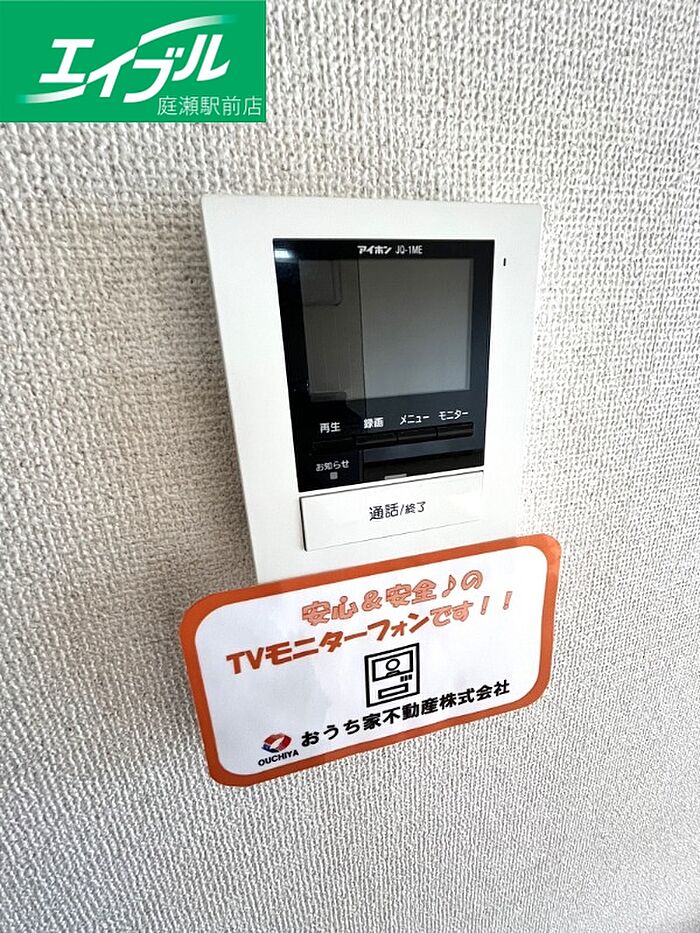 エイブル
庭瀬駅前店
アイホン JQ-1ME
再生 録画 メニュー モニター
お知らせ
通話/終了
安心&安全♪の
TVモニターフォンです!!
おうち家不動産株式会社
OUCHIYA